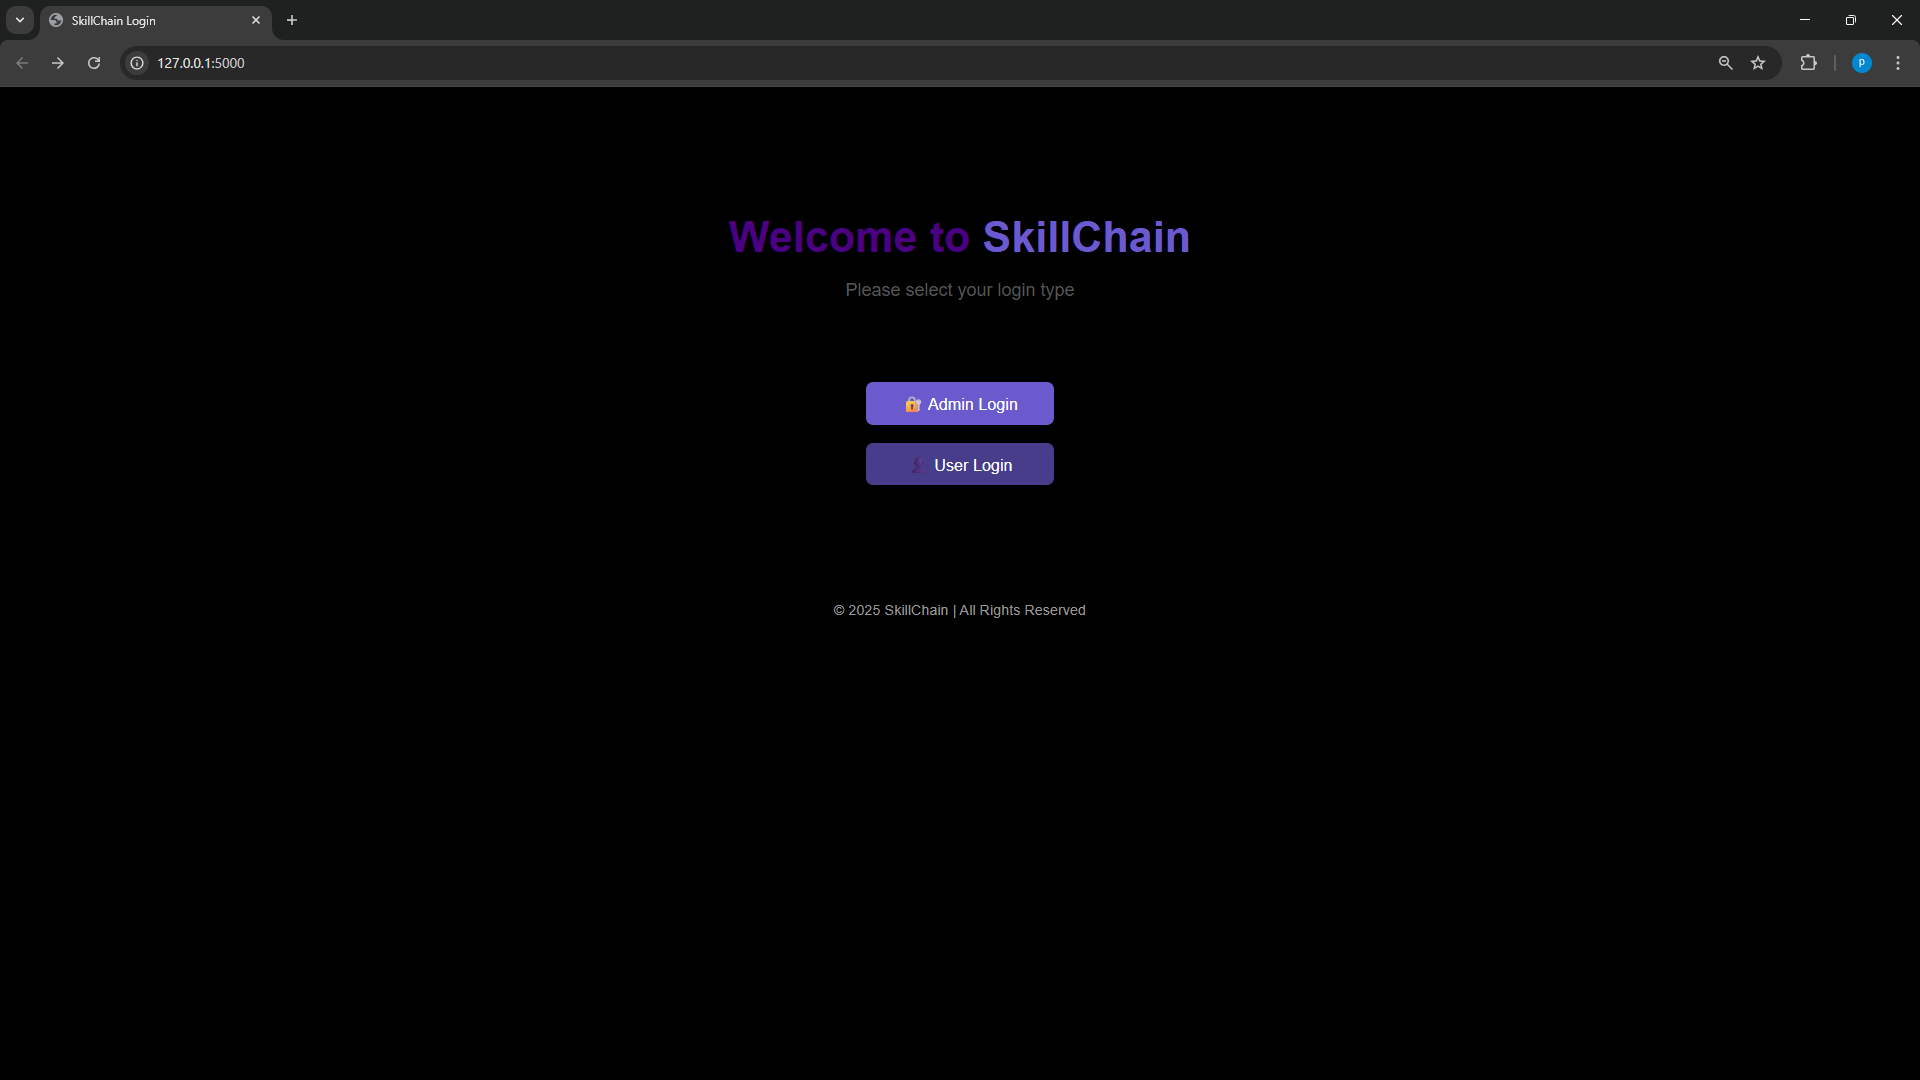 SkillChain Login
127.0.0.1:5000
p
Welcome to SkillChain
Please select your login type
🔐 Admin Login
👤 User Login
© 2025 SkillChain | All Rights Reserved